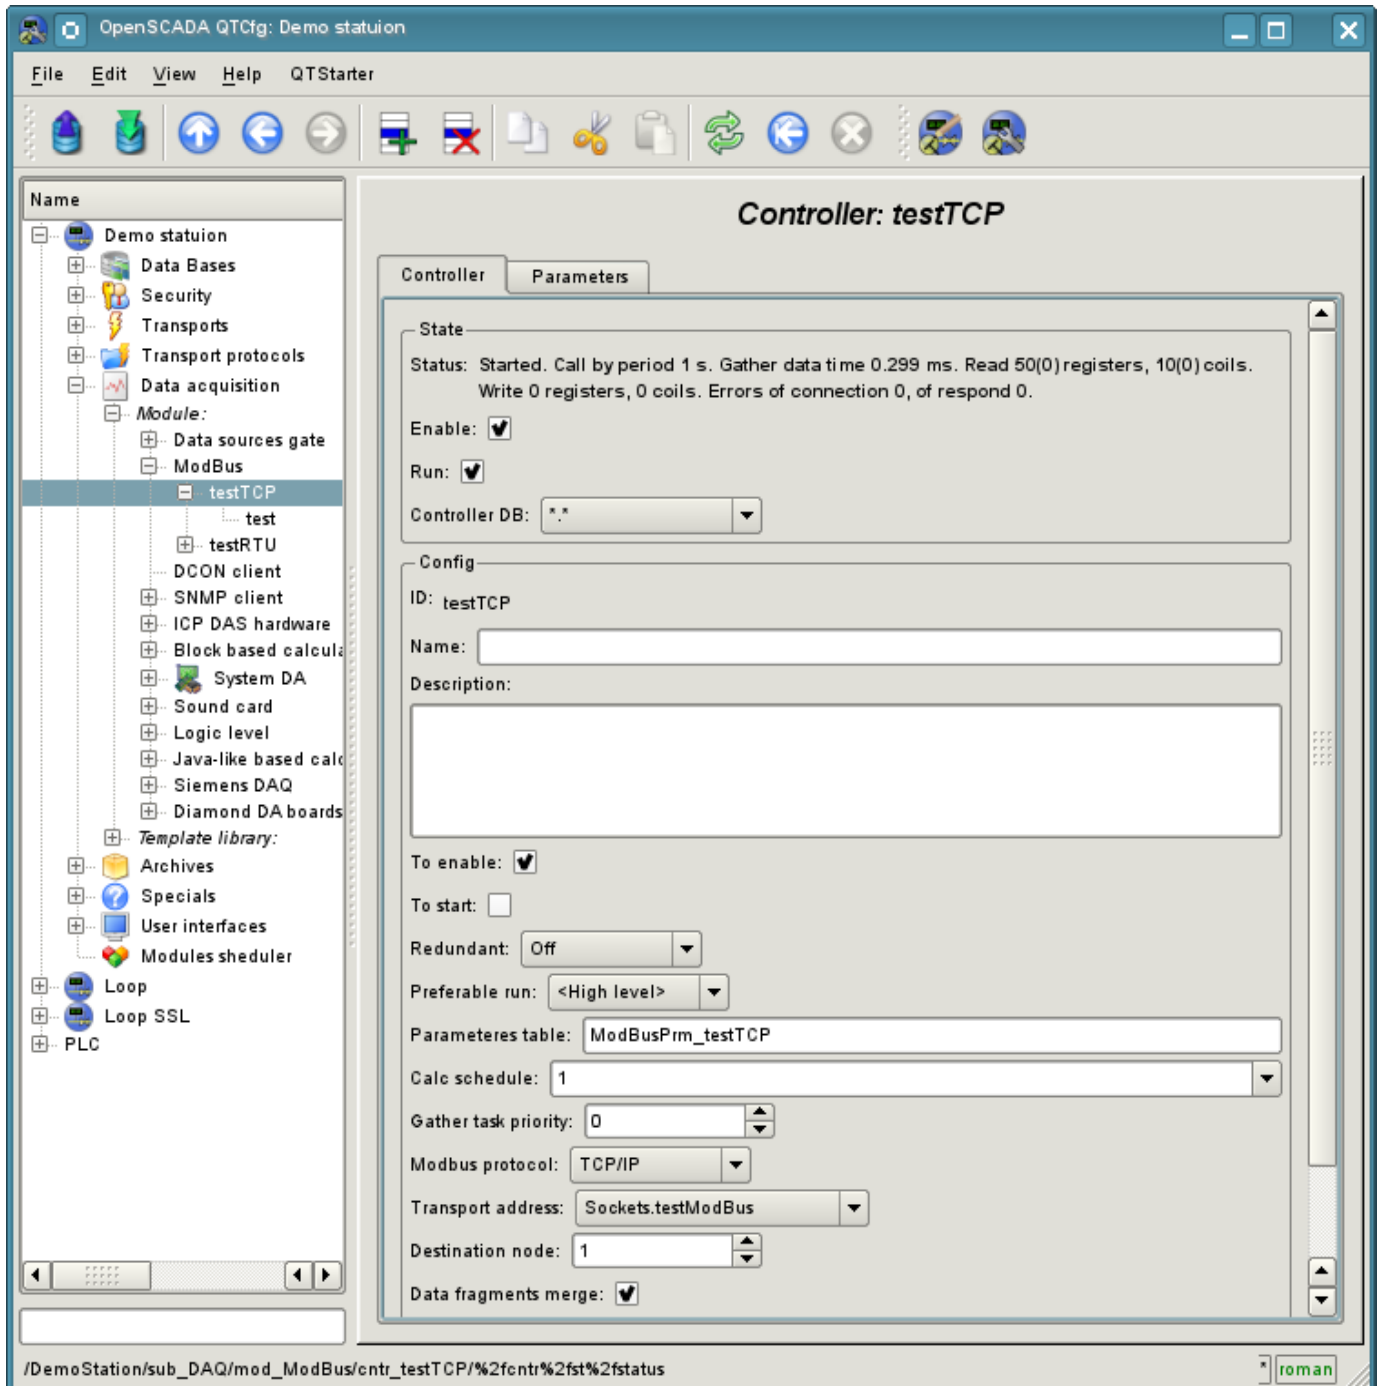 OpenSCADA QTCfg: Demo statuion
File Edit View Help QTStarter
Name
Demo statuion
Data Bases
Security
Transports
Transport protocols
Data acquisition
Module:
Data sources gate
ModBus
testTCP
test
testRTU
DCON client
SNMP client
ICP DAS hardware
Block based calcula
System DA
Sound card
Logic level
Java-like based calc
Siemens DAQ
Diamond DA boards
Template library:
Archives
Specials
User interfaces
Modules sheduler
Loop
Loop SSL
PLC
Controller: testTCP
Controller Parameters
State
Status: Started. Call by period 1 s. Gather data time 0.299 ms. Read 50(0) registers, 10(0) coils.
Write 0 registers, 0 coils. Errors of connection 0, of respond 0.
Enable:
Run:
Controller DB: *.*
Config
ID: testTCP
Name:
Description:
To enable:
To start:
Redundant: Off
Preferable run: <High level>
Parameteres table: ModBusPrm_testTCP
Calc schedule: 1
Gather task priority: 0
Modbus protocol: TCP/IP
Transport address: Sockets.testModBus
Destination node: 1
Data fragments merge:
/DemoStation/sub_DAQ/mod_ModBus/cntr_testTCP/%2fcntr%2fst%2fstatus
* roman